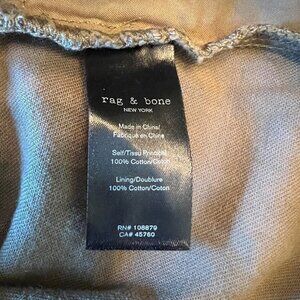 rag & bone
NEW YORK
Made in China/
Fabriqué en Chine
Self/Tissu Principal
100% Cotton/Coton
Lining/Doublure
100% Cotton/Coton
RN# 108879
CA# 45760